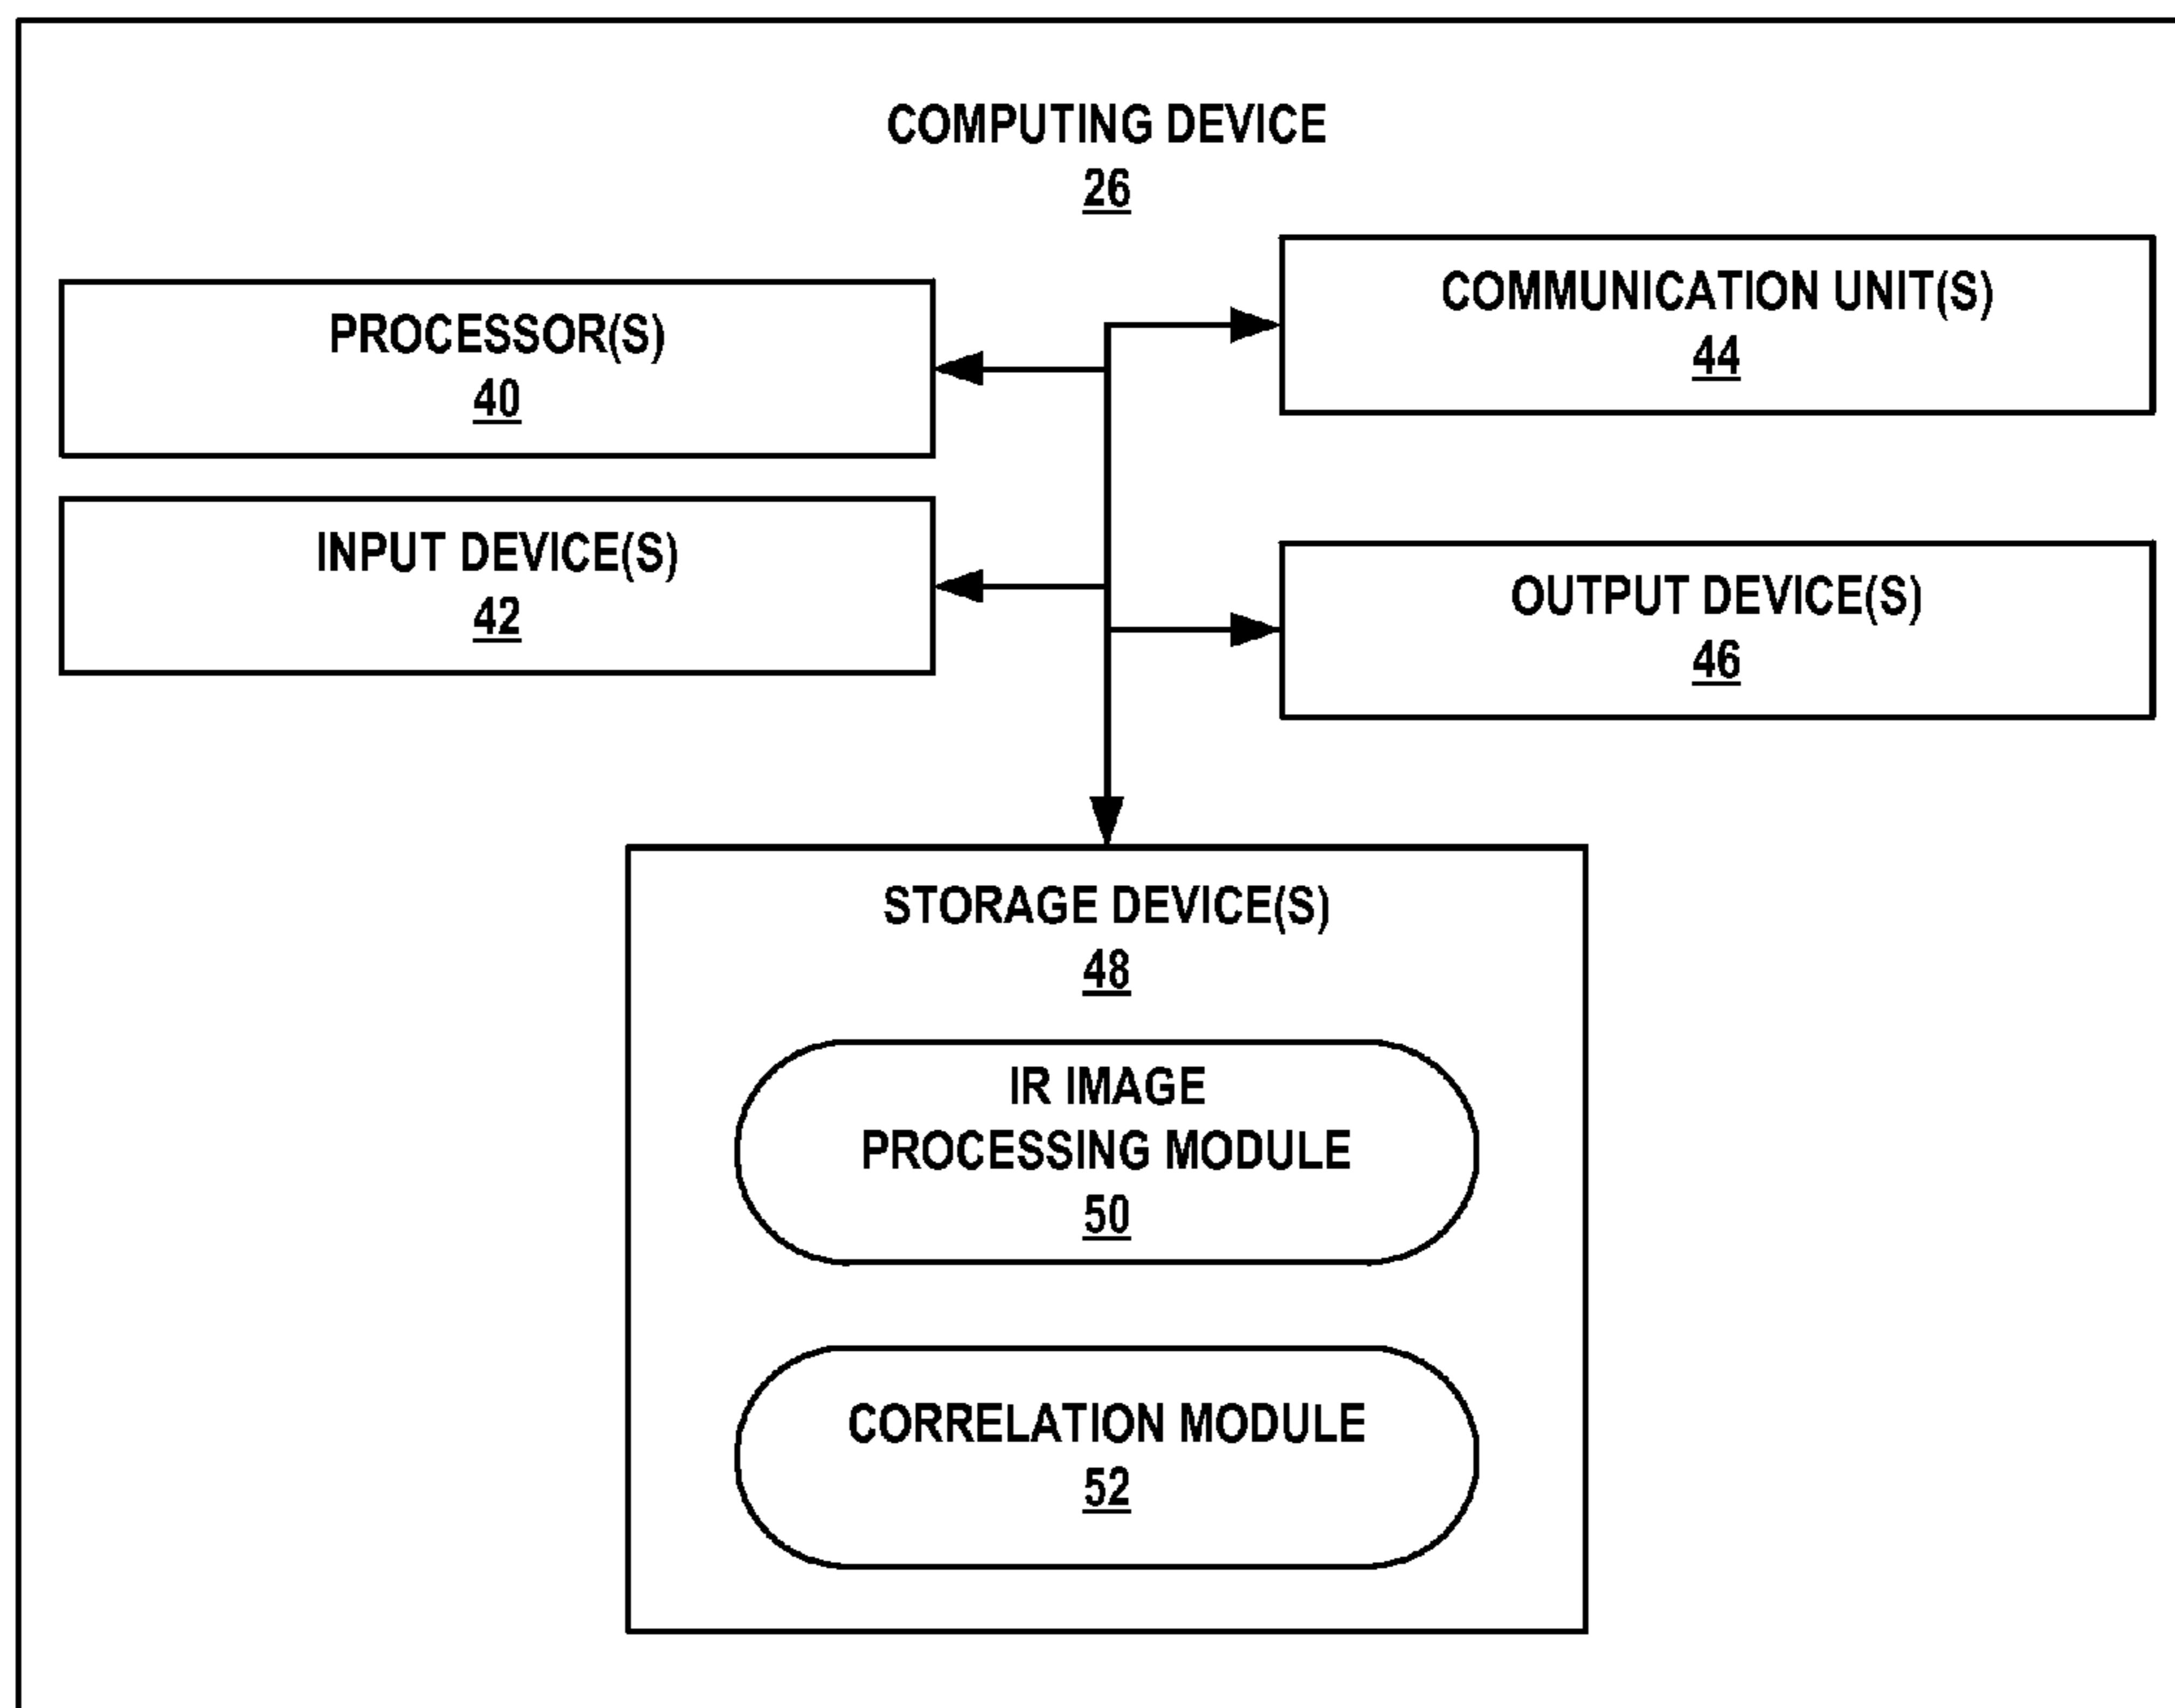 COMPUTING DEVICE
26
PROCESSOR(S)
40
INPUT DEVICE(S)
42
COMMUNICATION UNIT(S)
44
OUTPUT DEVICE(S)
46
STORAGE DEVICE(S)
48
IR IMAGE
PROCESSING MODULE
50
CORRELATION MODULE
52